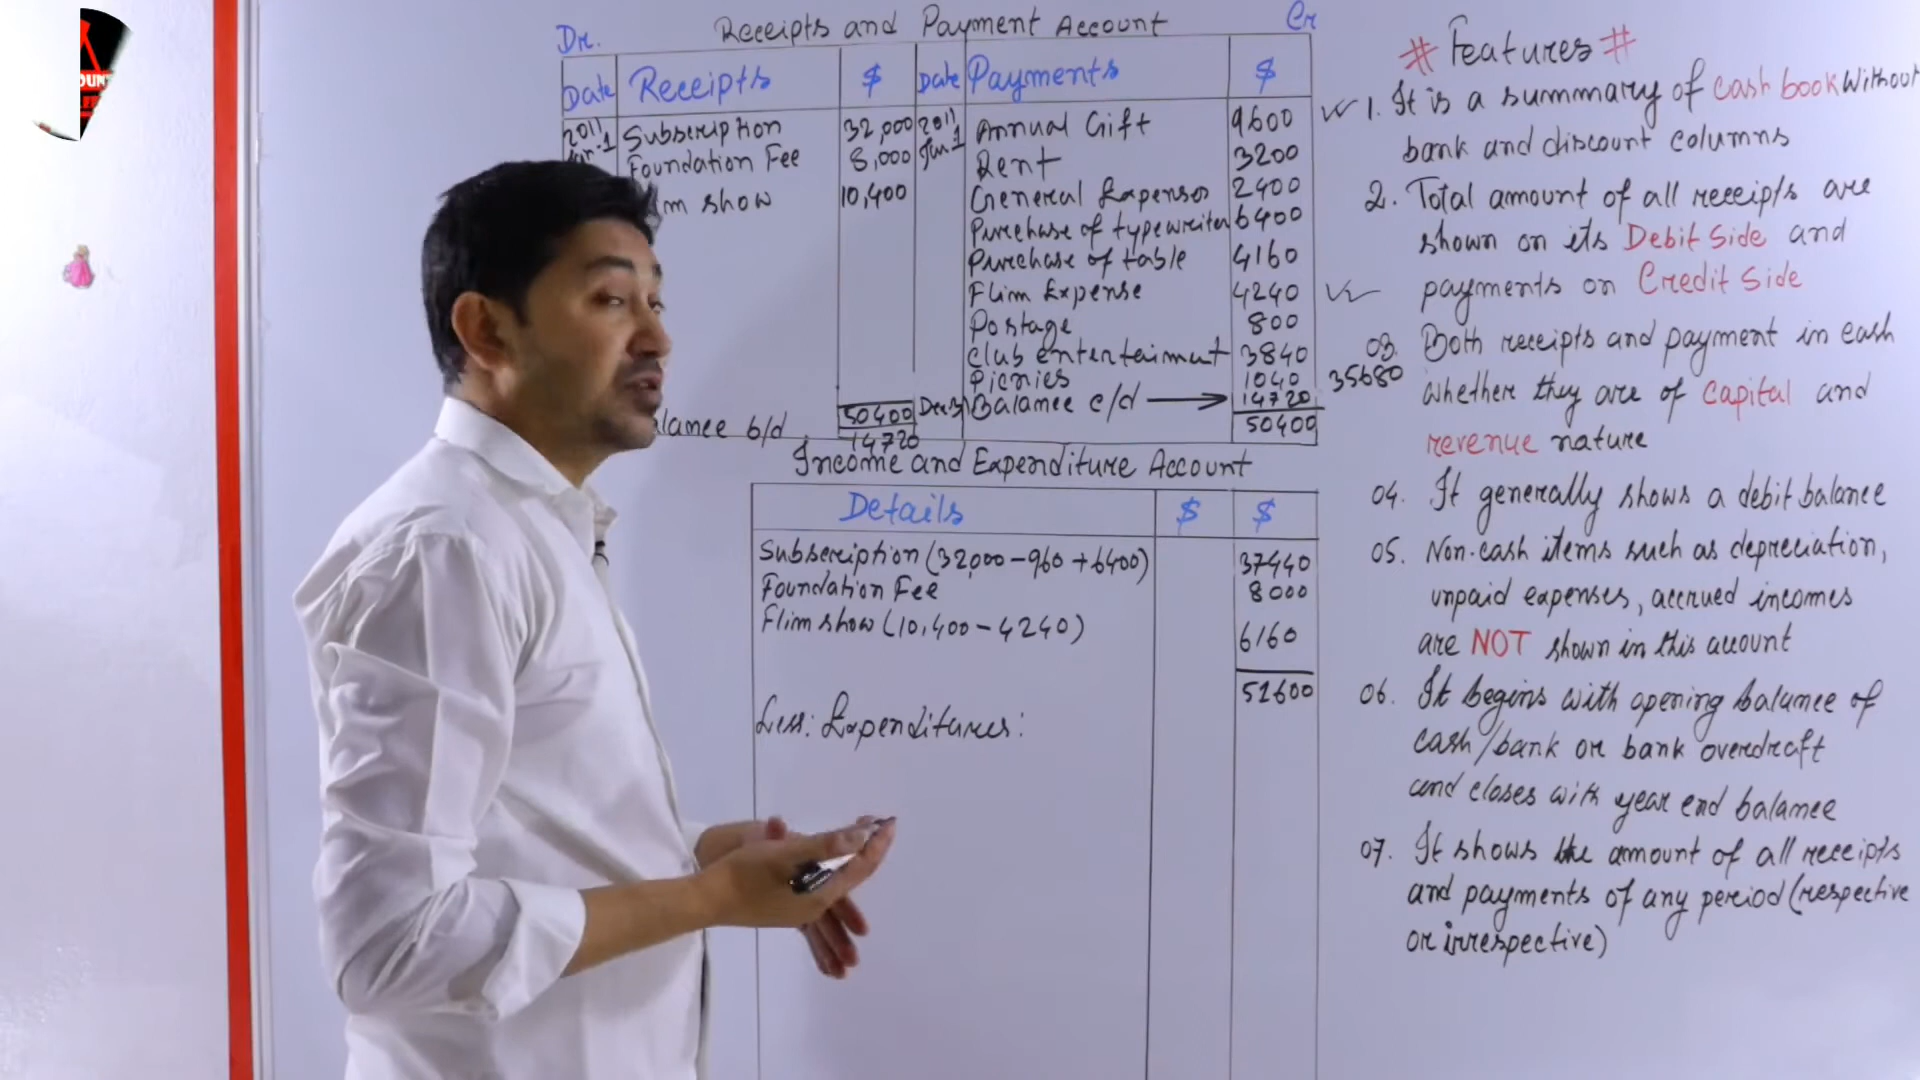 OUN
Dr. Receipts and Payment Account Cr
Date Receipts $ Date Payments $
2011 Subscription 32,000 2011 Annual Gift 9600
Jan.1 Foundation Fee 8,000 Jan.1 Rent 3200
lm show 10,400 General Expenses 2400
Purchase of typewriter 6400
Purchase of table 4160
Flim Expense 4240
Postage 800
Club entertainment 3840
Picnics 1040 35680
50400 Dec.31 Balance c/d 14720
lance b/d 14720 50400
Income and Expenditure Account
Details $ $
Subscription (32,000-960+6400) 37440
Foundation Fee 8000
Flim show (10,400-4240) 6160
51600
Less: Expenditures:
# Features #
1. It is a summary of cash book without
bank and discount columns
2. Total amount of all receipts are
shown on its Debit Side and
payments on Credit Side
03. Both receipts and payment in cash
whether they are of capital and
revenue nature
04. It generally shows a debit balance
05. Non-cash items such as depreciation,
unpaid expenses, accrued incomes
are NOT shown in this account
06. It begins with opening balance of
cash/bank or bank overdraft
and closes with year end balance
07. It shows the amount of all receipts
and payments of any period (respective
or irrespective)